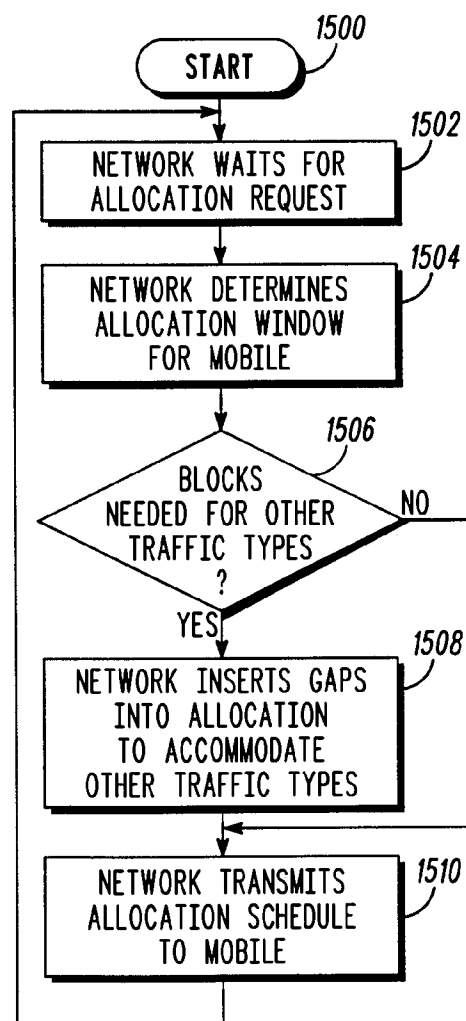 1500
START
1502
NETWORK WAITS FOR
ALLOCATION REQUEST
1504
NETWORK DETERMINES
ALLOCATION WINDOW
FOR MOBILE
1506
BLOCKS
NEEDED FOR OTHER
TRAFFIC TYPES
?
NO
YES
1508
NETWORK INSERTS GAPS
INTO ALLOCATION
TO ACCOMMODATE
OTHER TRAFFIC TYPES
1510
NETWORK TRANSMITS
ALLOCATION SCHEDULE
TO MOBILE